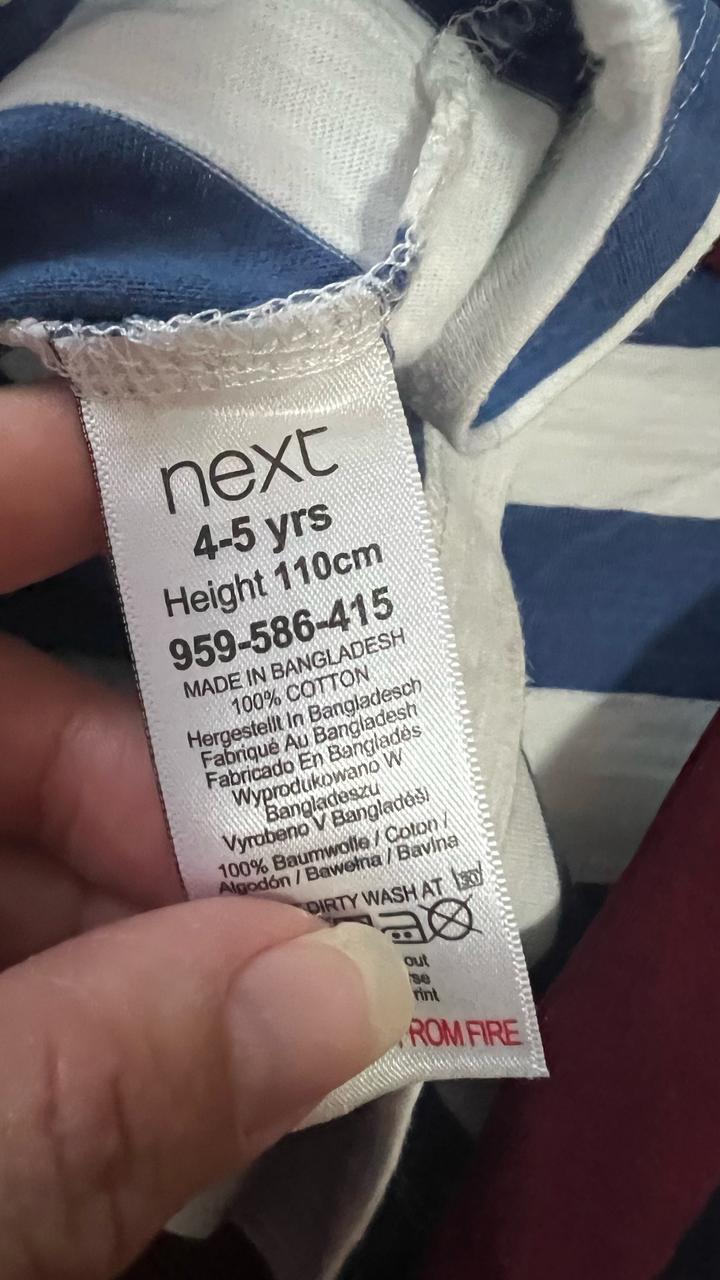 next
4-5 yrs
Height 110cm
959-586-415
MADE IN BANGLADESH
100% COTTON
Hergestellt In Bangladesch
Fabriqué Au Bangladesh
Fabricado En Bangladés
Wyprodukowano W
Bangladeszu
Vyrobeno V Bangladéši
100% Baumwolle / Coton /
Algodón / Bawełna / Bavlna
DIRTY WASH AT 30
out
FROM FIRE